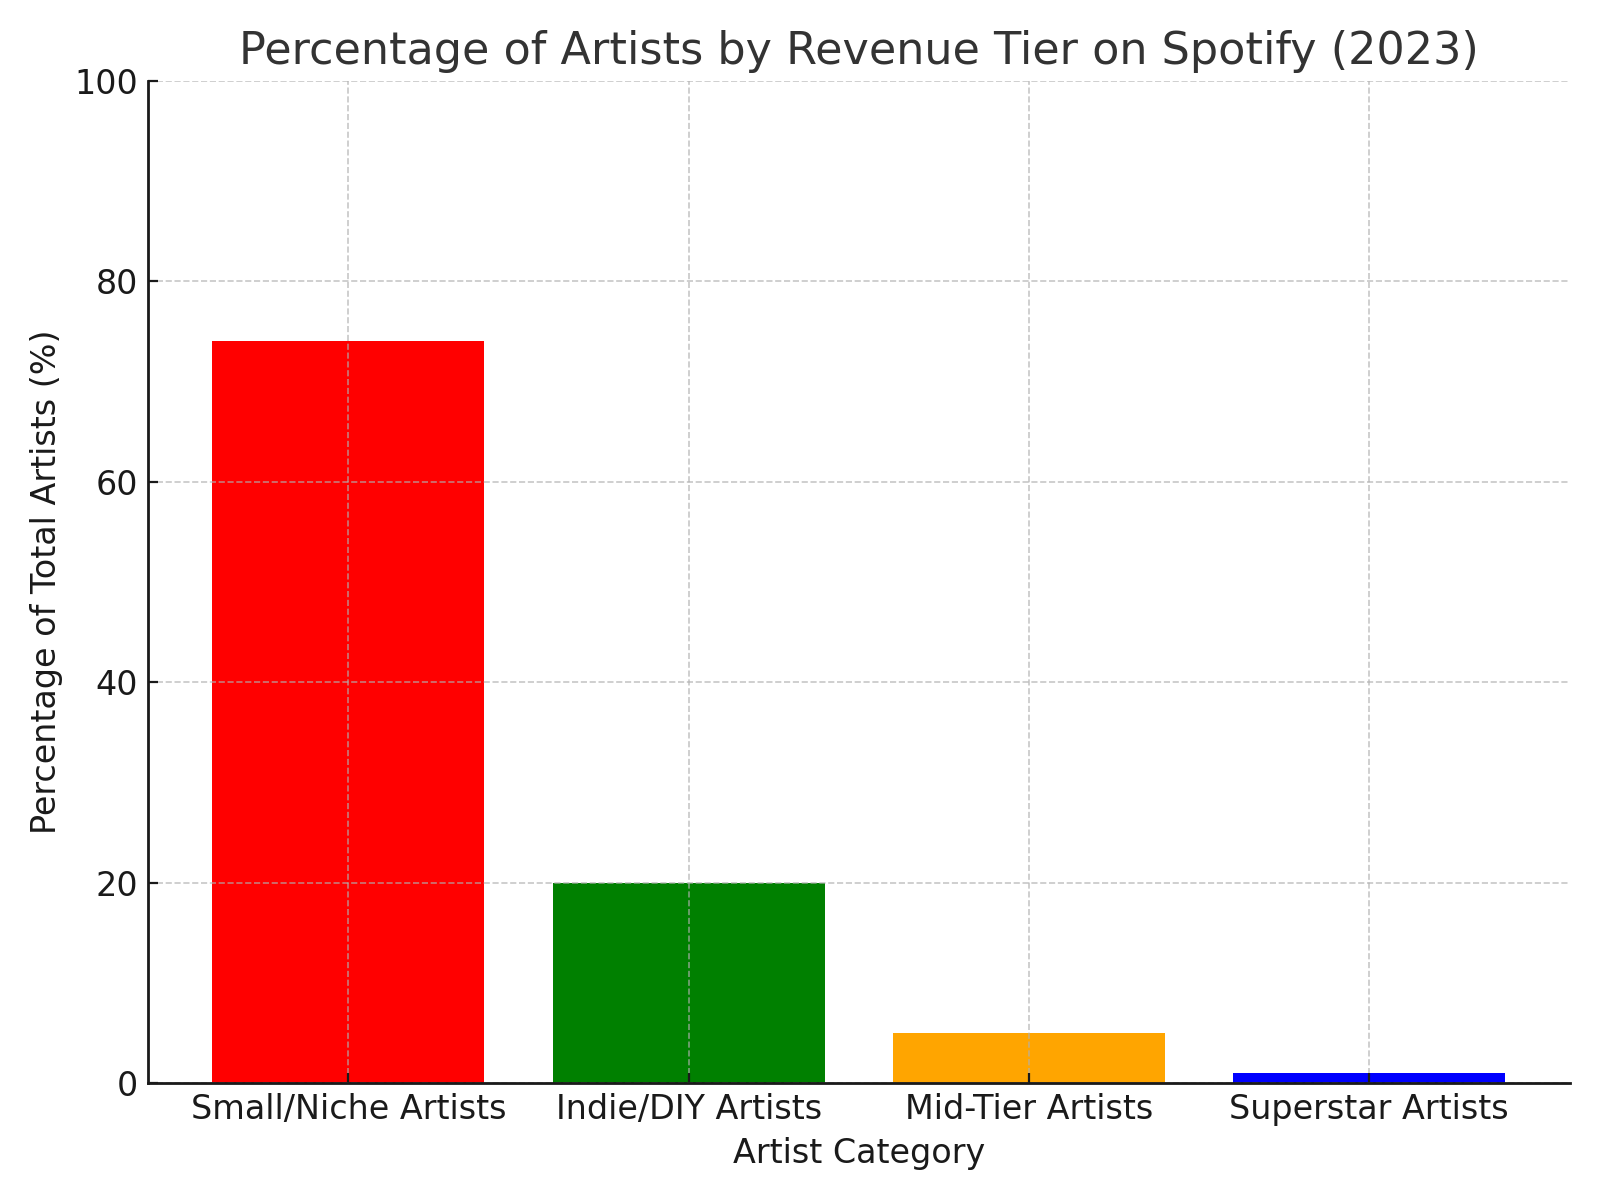 Percentage of Artists by Revenue Tier on Spotify (2023)
Percentage of Total Artists (%)
100
80
60
40
20
0
Small/Niche Artists
Indie/DIY Artists
Mid-Tier Artists
Superstar Artists
Artist Category